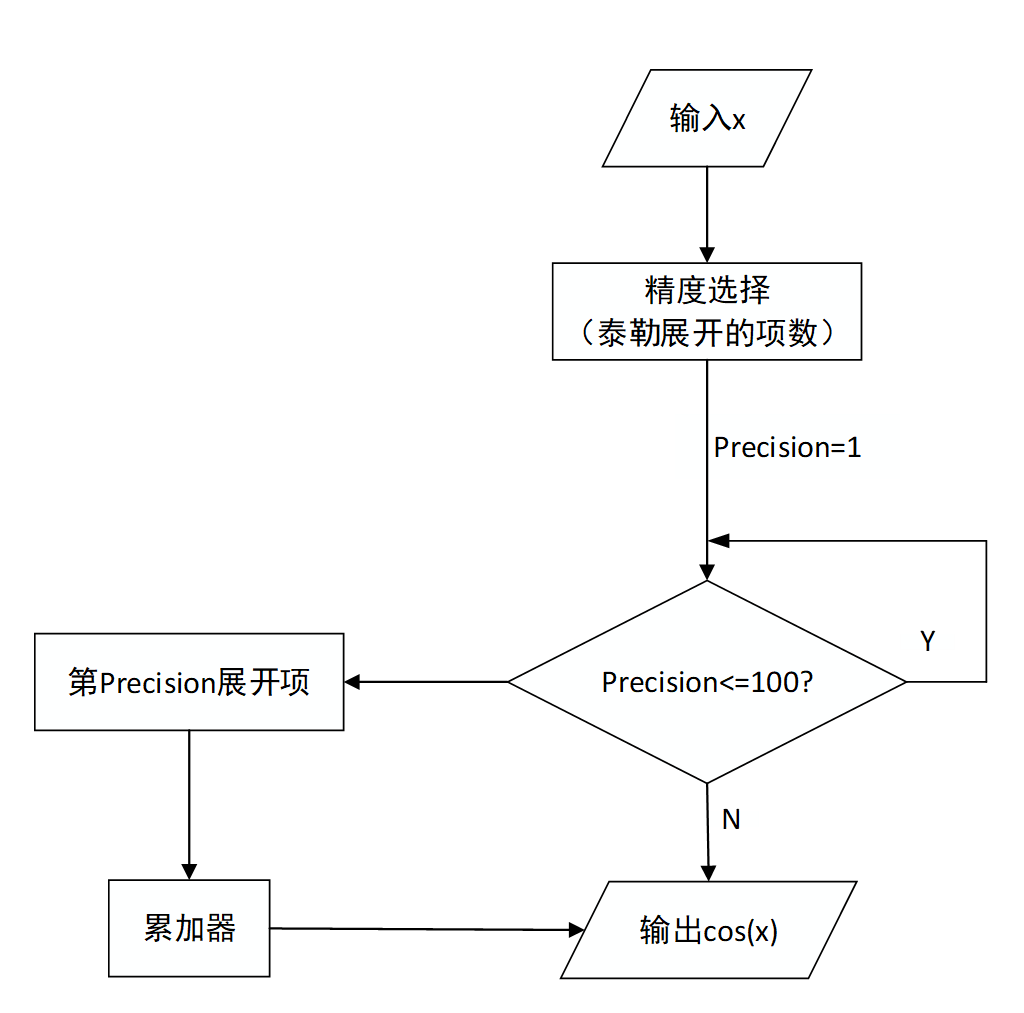 输入x
精度选择
（泰勒展开的项数）
Precision=1
Y
第Precision展开项
Precision<=100?
N
累加器
输出cos(x)